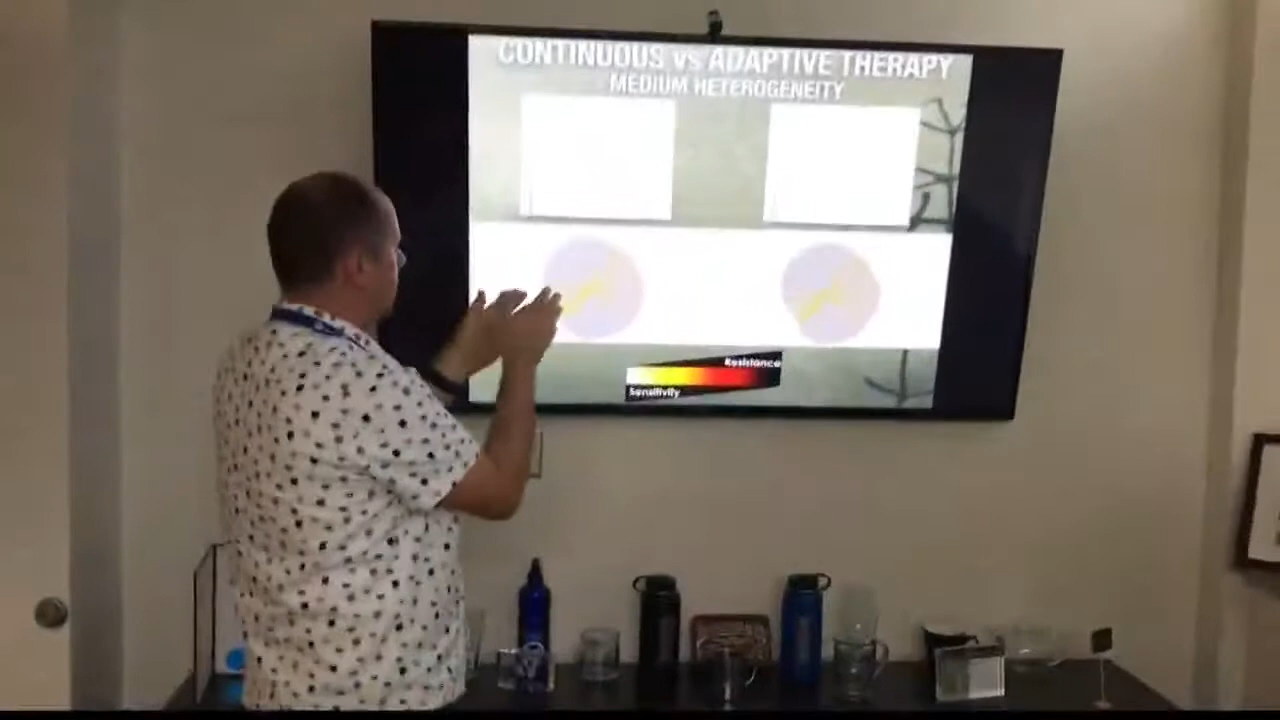 CONTINUOUS vs ADAPTIVE THERAPY
MEDIUM HETEROGENEITY
Resistance
Sensitivity